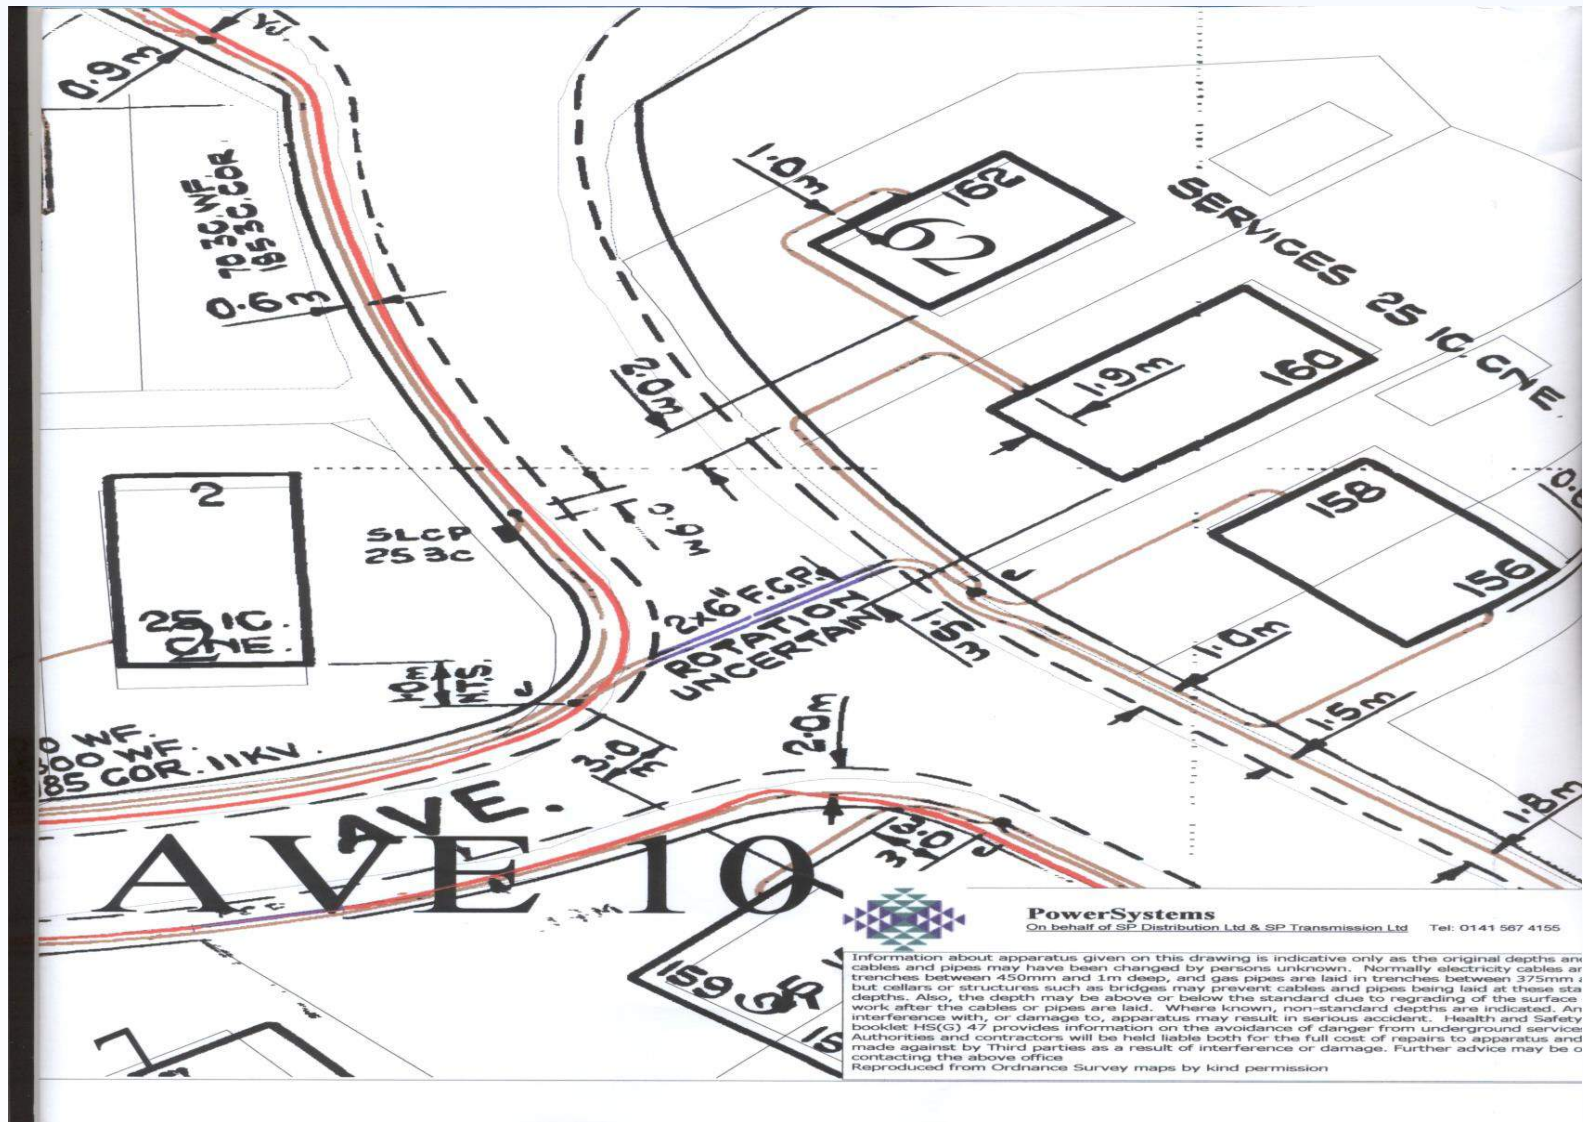 0.9m
70 3C. WF.
185 3C. COR.
0.6m
1.0m
162
62
SERVICES 25 1C. CNE.
160
1.9m
2.0m
158
156
2
SLCP
25 3C
0.9M
2x6" F.C.P.
ROTATION
UNCERTAIN
1.5m
1.0m
1.5m
1.8m
25 1C.
CNE.
2
1.0m
N.T.S.
3.0m
2.0m
00 WF.
185 COR. 11KV.
AVE.
AVE 10
3.0m
159
PowerSystems
On behalf of SP Distribution Ltd & SP Transmission Ltd Tel: 0141 567 4155
Information about apparatus given on this drawing is indicative only as the original depths and
cables and pipes may have been changed by persons unknown. Normally electricity cables ar
trenches between 450mm and 1m deep, and gas pipes are laid in trenches between 375mm a
but cellars or structures such as bridges may prevent cables and pipes being laid at these sta
depths. Also, the depth may be above or below the standard due to regrading of the surface
work after the cables or pipes are laid. Where known, non-standard depths are indicated. An
interference with, or damage to, apparatus may result in serious accident. Health and Safety
booklet HS(G) 47 provides information on the avoidance of danger from underground services
Authorities and contractors will be held liable both for the full cost of repairs to apparatus and
made against by Third parties as a result of interference or damage. Further advice may be o
contacting the above office
Reproduced from Ordnance Survey maps by kind permission